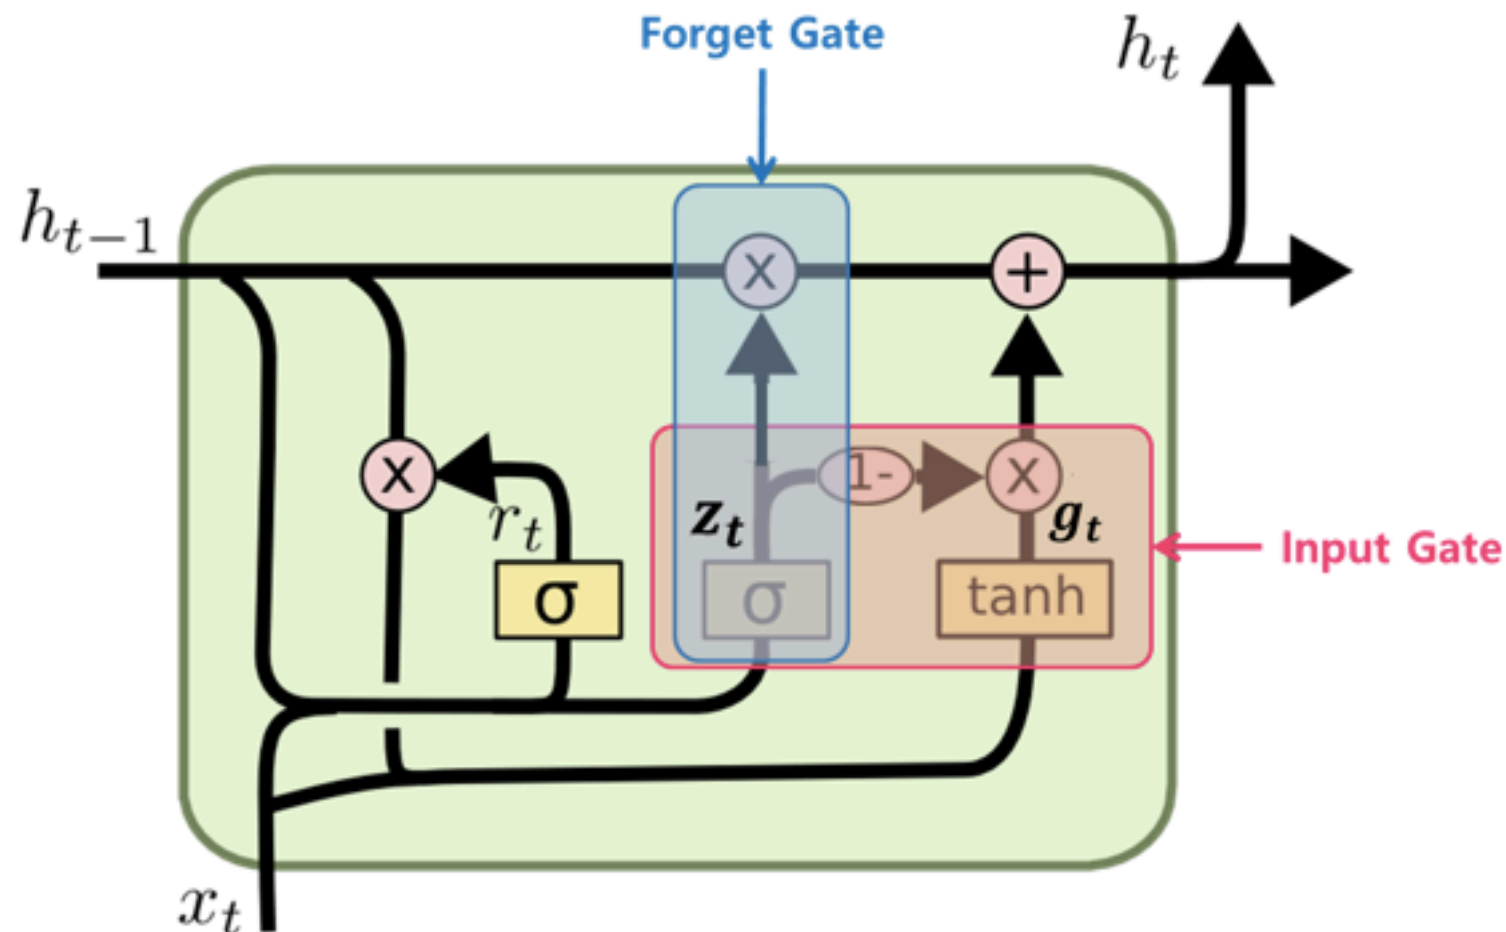 Forget Gate
h_t
h_{t-1}
x
+
x
r_t
z_t
1-
x
g_t
Input Gate
σ
σ
tanh
x_t